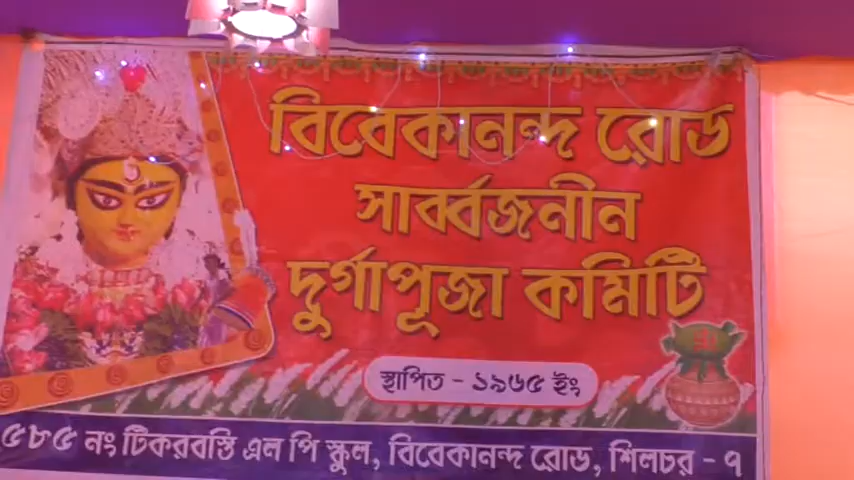 বিবেকানন্দ রোড
সার্ব্বজনীন
দুর্গাপূজা কমিটি
স্থাপিত - ১৯৬৫ ইং
৫৮৫ নং টিকরবস্তি এল পি স্কুল, বিবেকানন্দ রোড, শিলচর - ৭